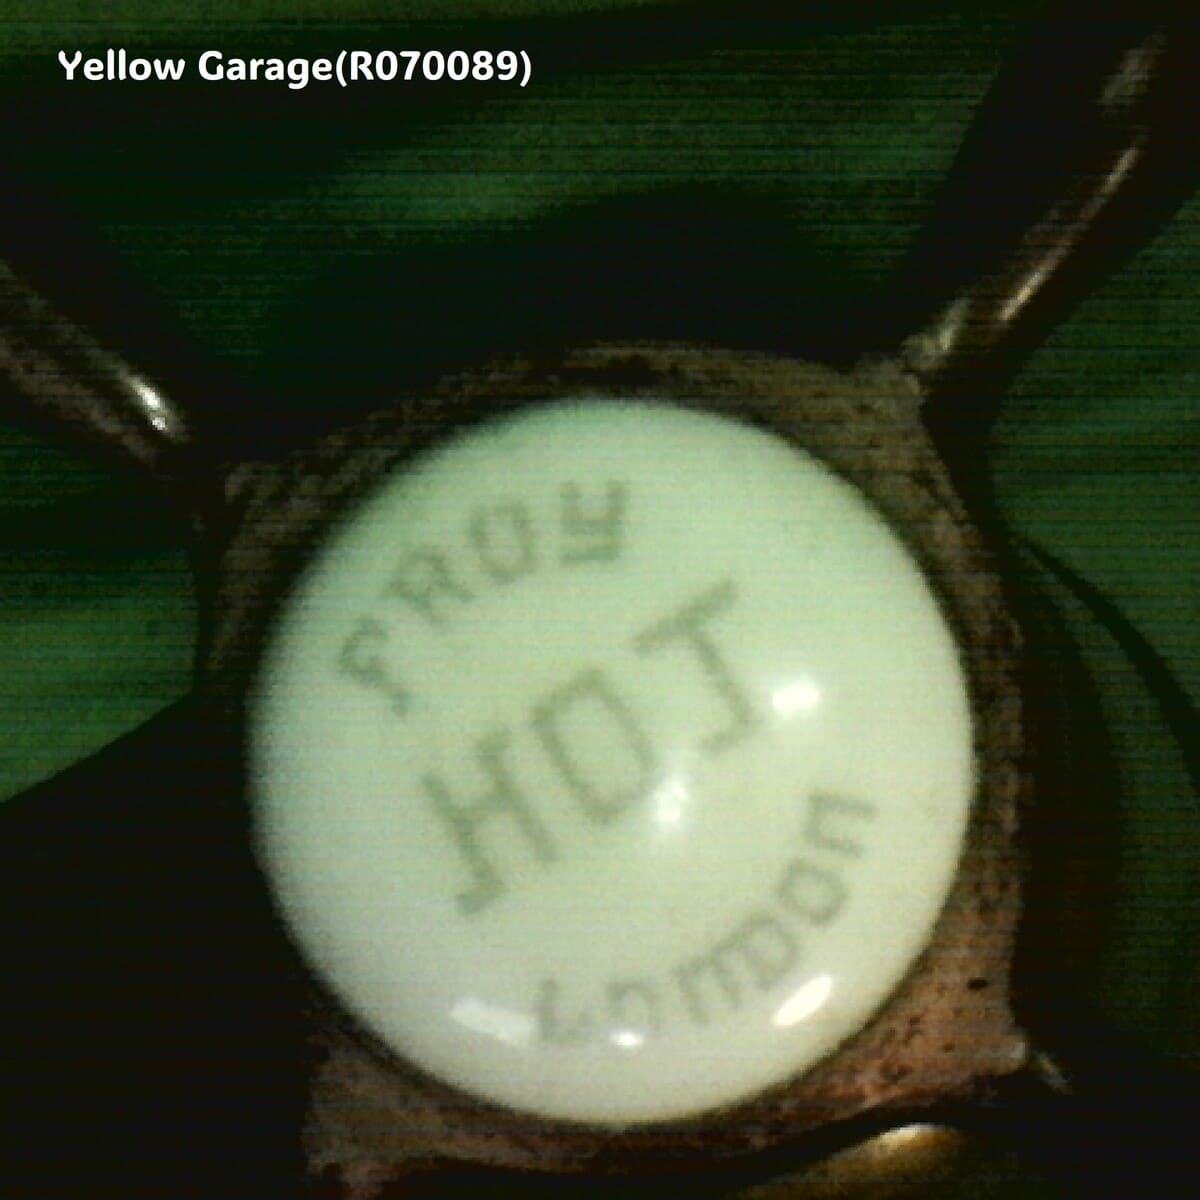 Yellow Garage(R070089)
FROY
HOT
LONDON